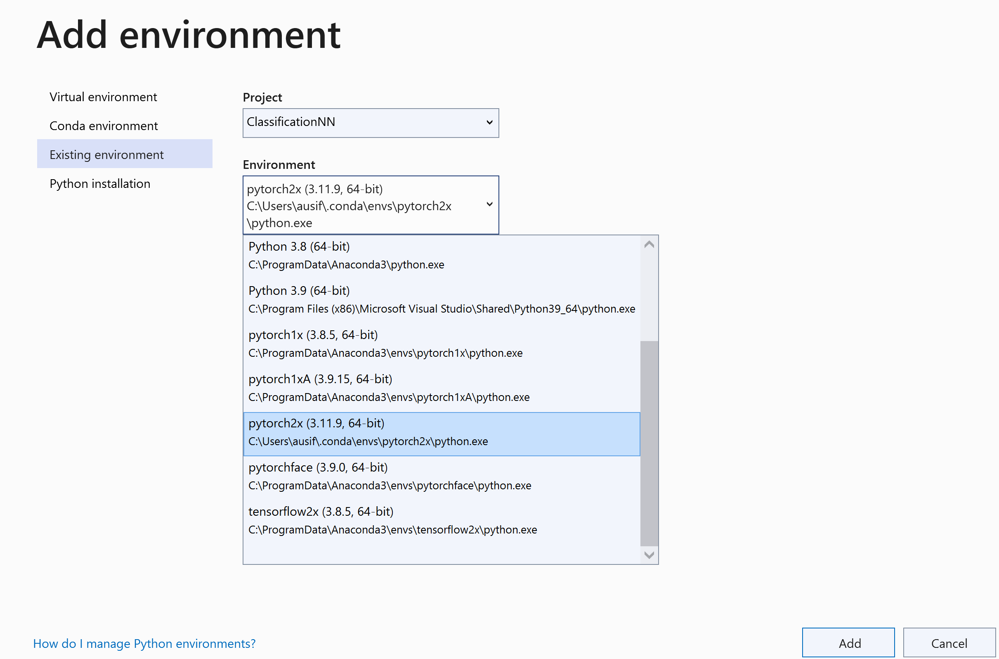 Add environment
Virtual environment
Conda environment
Existing environment
Python installation
Project
ClassificationNN
Environment
pytorch2x (3.11.9, 64-bit)
C:\Users\ausif\.conda\envs\pytorch2x
\python.exe
Python 3.8 (64-bit)
C:\ProgramData\Anaconda3\python.exe
Python 3.9 (64-bit)
C:\Program Files (x86)\Microsoft Visual Studio\Shared\Python39_64\python.exe
pytorch1x (3.8.5, 64-bit)
C:\ProgramData\Anaconda3\envs\pytorch1x\python.exe
pytorch1xA (3.9.15, 64-bit)
C:\ProgramData\Anaconda3\envs\pytorch1xA\python.exe
pytorch2x (3.11.9, 64-bit)
C:\Users\ausif\.conda\envs\pytorch2x\python.exe
pytorchface (3.9.0, 64-bit)
C:\ProgramData\Anaconda3\envs\pytorchface\python.exe
tensorflow2x (3.8.5, 64-bit)
C:\ProgramData\Anaconda3\envs\tensorflow2x\python.exe
How do I manage Python environments?
Add
Cancel